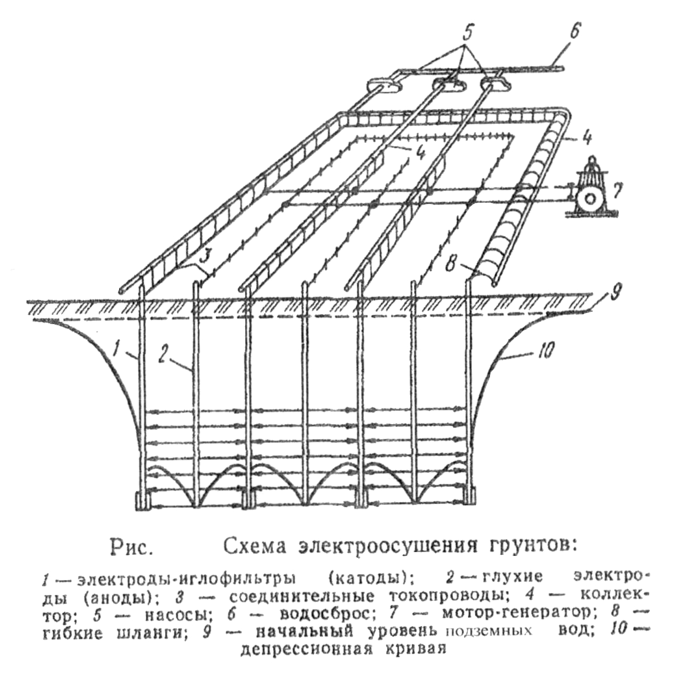 5
6
4
4
7
3
8
9
1
2
10
Рис. Схема электроосушения грунтов:
1 — электроды-иглофильтры (катоды); 2 — глухие электро-
ды (аноды); 3 — соединительные токопроводы; 4 — коллек-
тор; 5 — насосы; 6 — водосброс; 7 — мотор-генератор; 8 —
гибкие шланги; 9 — начальный уровень подземных вод; 10 —
депрессионная кривая